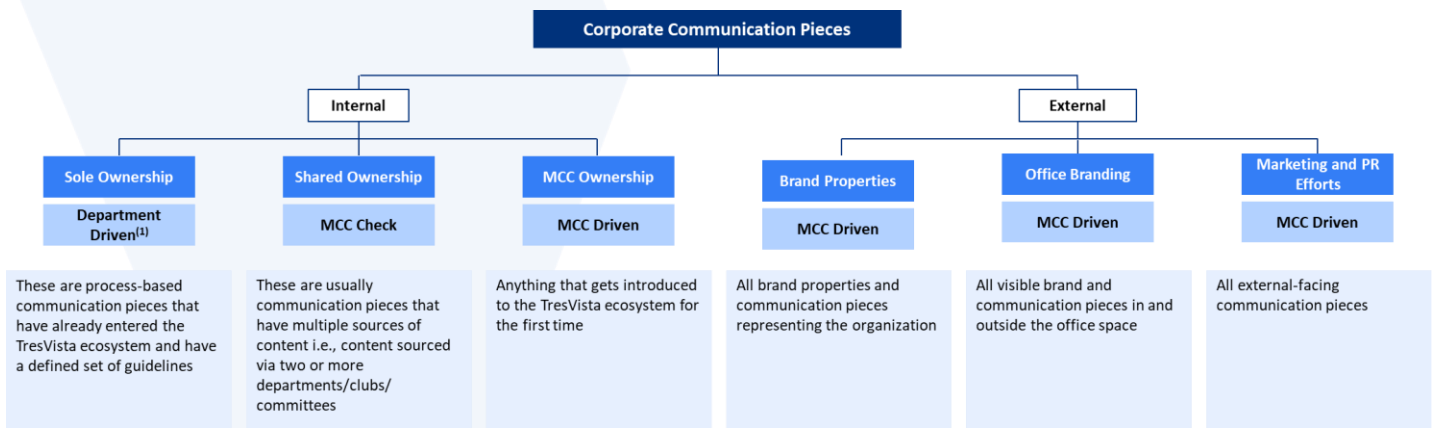 Corporate Communication Pieces
Internal
External
Sole Ownership
Shared Ownership
MCC Ownership
Brand Properties
Office Branding
Marketing and PR
Efforts
Department
Driven(1)
MCC Check
MCC Driven
MCC Driven
MCC Driven
MCC Driven
These are process-based
communication pieces that
have already entered the
TresVista ecosystem and have
a defined set of guidelines
These are usually
communication pieces that
have multiple sources of
content i.e., content sourced
via two or more
departments/clubs/
committees
Anything that gets introduced
to the TresVista ecosystem for
the first time
All brand properties and
communication pieces
representing the organization
All visible brand and
communication pieces in and
outside the office space
All external-facing
communication pieces